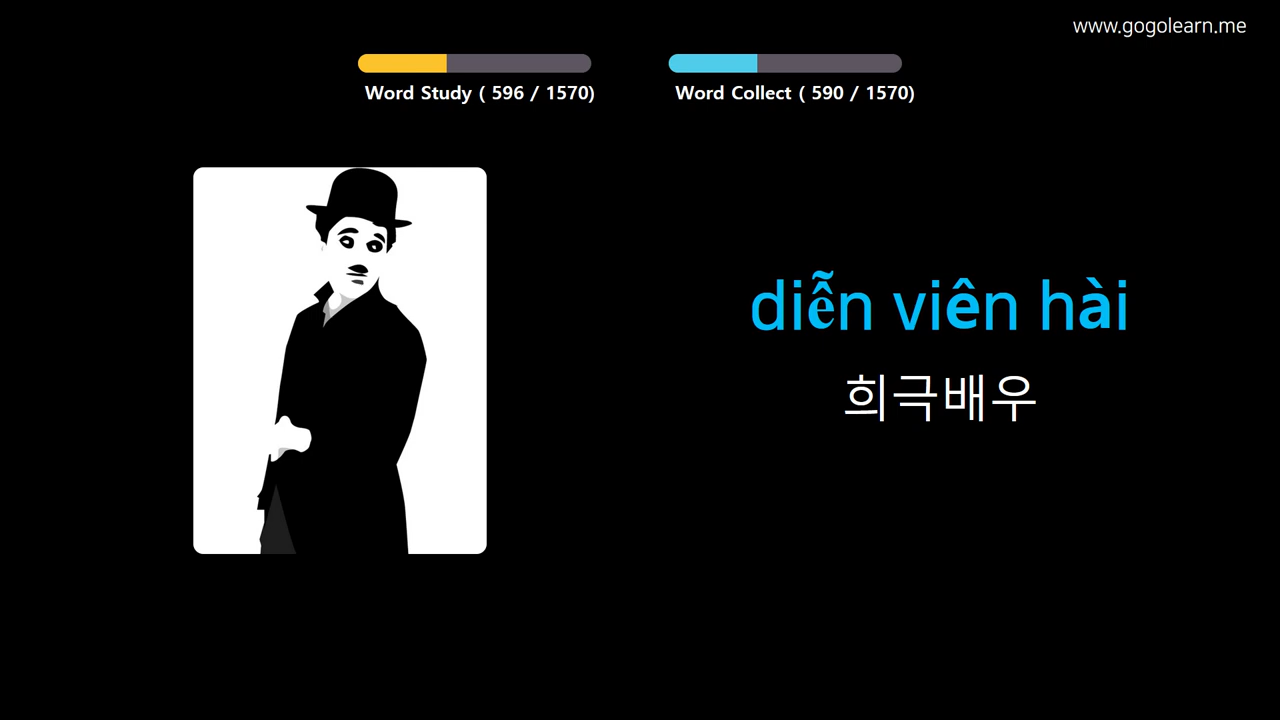 www.gogolearn.me
Word Study ( 596 / 1570)
Word Collect ( 590 / 1570)
diễn viên hài
희극배우